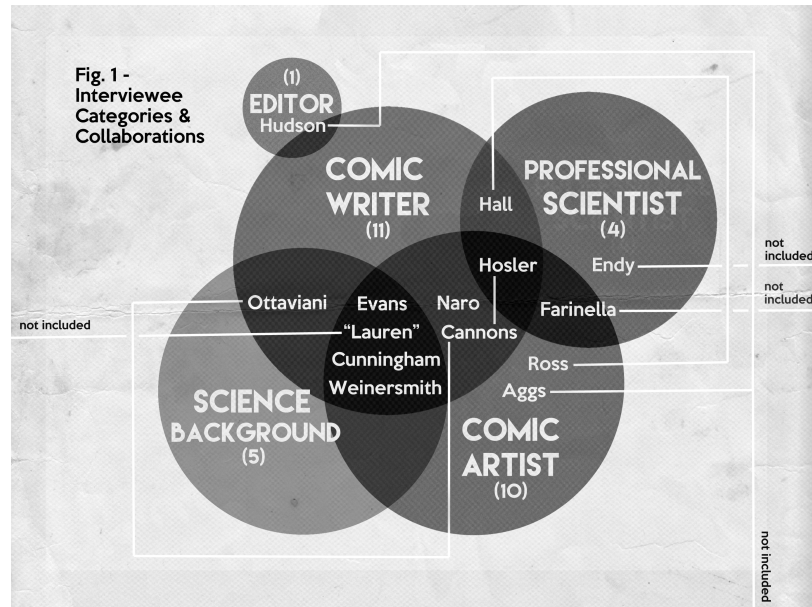 Fig. 1 -
Interviewee
Categories &
Collaborations
(1)
EDITOR
Hudson
COMIC
WRITER
(11)
PROFESSIONAL
SCIENTIST
(4)
Hall
Hosler
Endy
not
included
not
included
Ottaviani
Evans
Naro
Farinella
not included
"Lauren"
Cannons
Cunningham
Ross
Weinersmith
Aggs
SCIENCE
BACKGROUND
(5)
COMIC
ARTIST
(10)
not included